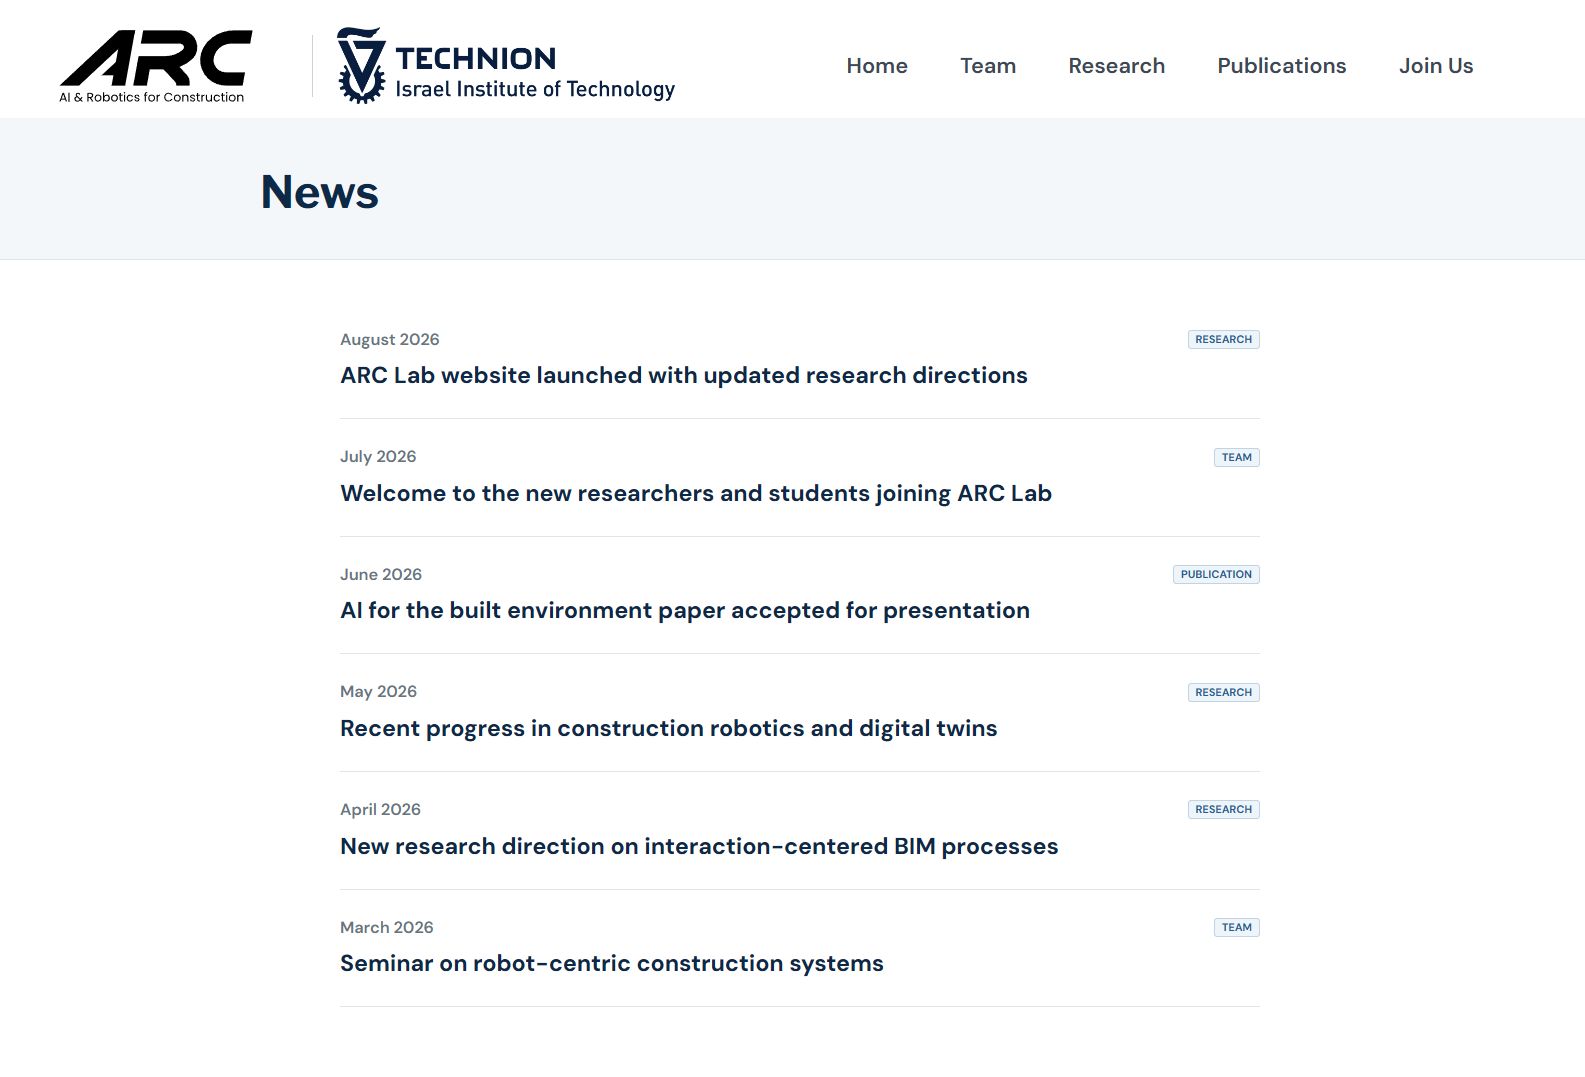 ARC
AI & Robotics for Construction
TECHNION
Israel Institute of Technology
Home
Team
Research
Publications
Join Us
News
August 2026
RESEARCH
ARC Lab website launched with updated research directions
July 2026
TEAM
Welcome to the new researchers and students joining ARC Lab
June 2026
PUBLICATION
AI for the built environment paper accepted for presentation
May 2026
RESEARCH
Recent progress in construction robotics and digital twins
April 2026
RESEARCH
New research direction on interaction-centered BIM processes
March 2026
TEAM
Seminar on robot-centric construction systems